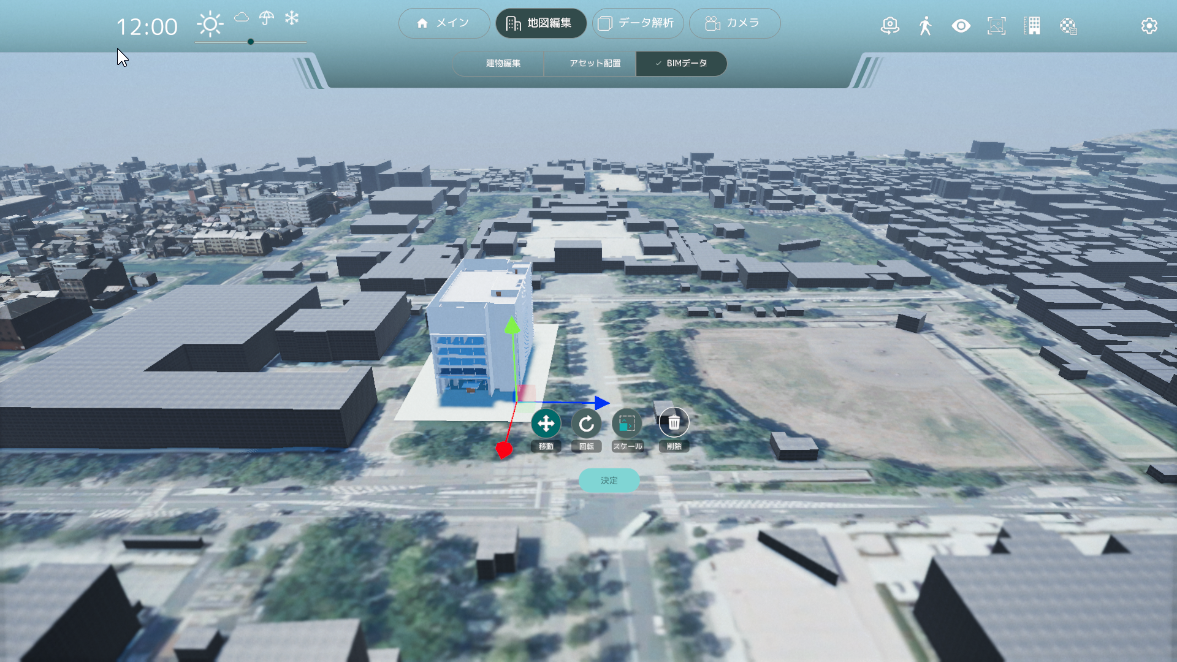 12:00
メイン
地図編集
データ解析
カメラ
建物編集
アセット配置
✓ BIMデータ
移動
回転
スケール
削除
決定